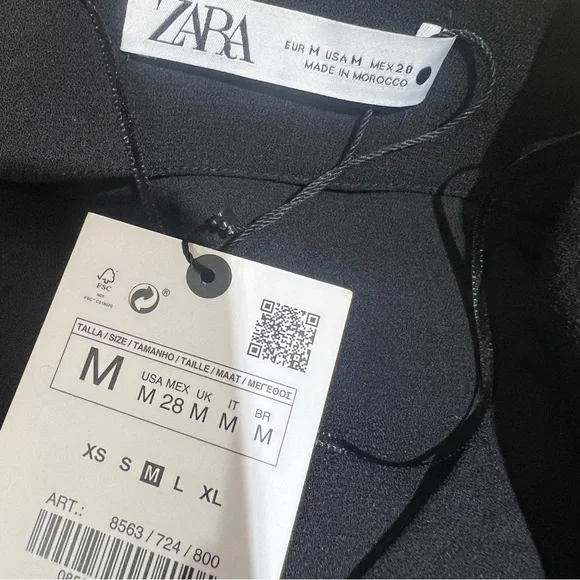 ZARA
EUR M USA M MEX 28
MADE IN MOROCCO
FSC
MIX
®
TALLA / SIZE / TAMANHO / TAILLE / MAAT / ΜΕΓΕΘΟΣ
M
USA MEX UK IT BR
M 28 M M M
XS S M L XL
ART.:
8563 / 724 / 800